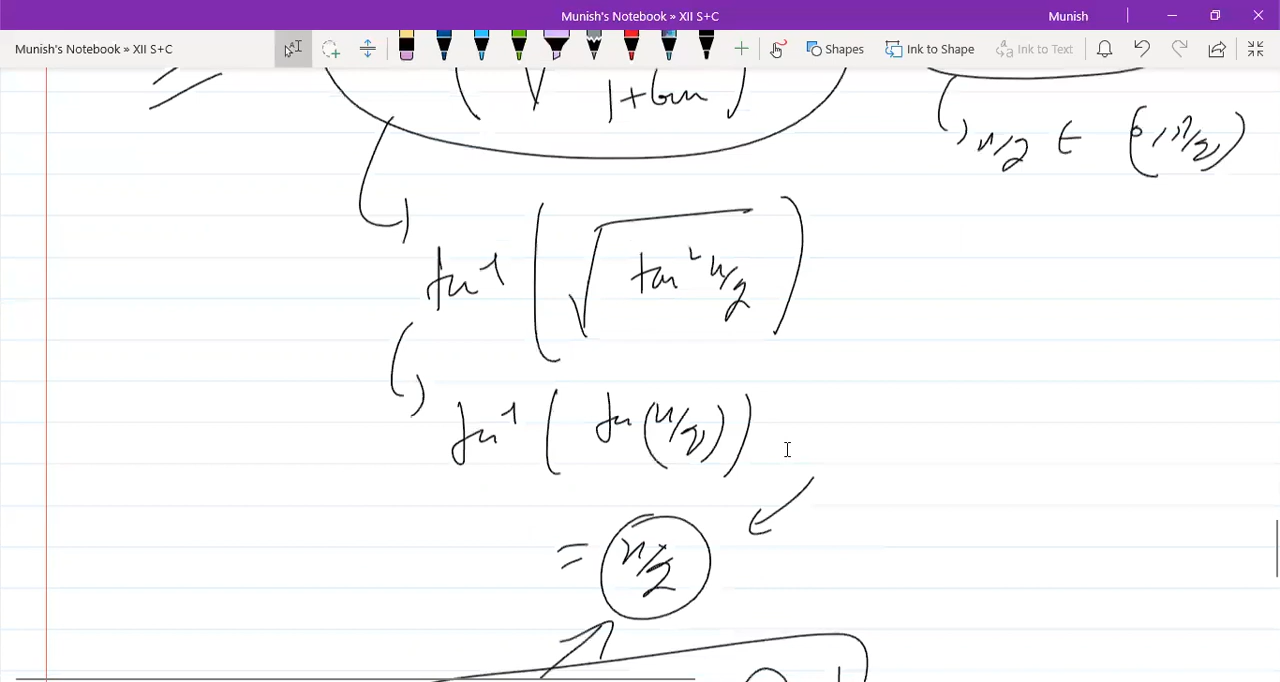 Munish's Notebook » XII S+C
Munish
Munish's Notebook » XII S+C
Shapes
Ink to Shape
Ink to Text
√ 1+cosx
x/2 ∈ (0, π/2)
tan⁻¹ ( √ tan² x/2 )
tan⁻¹ ( tan (x/2) )
= x/2